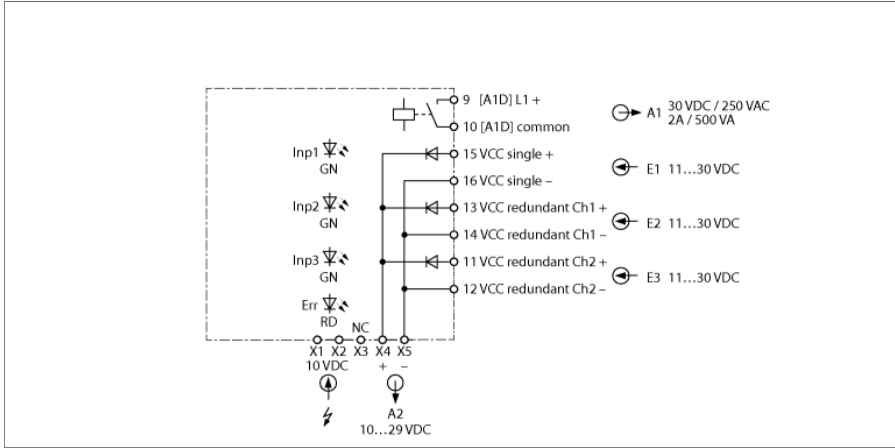 9 [A1D] L1 +
10 [A1D] common
A1 30 VDC / 250 VAC
2A / 500 VA
Inp1
GN
15 VCC single +
16 VCC single –
E1 11...30 VDC
Inp2
GN
13 VCC redundant Ch1 +
14 VCC redundant Ch1 –
E2 11...30 VDC
Inp3
GN
11 VCC redundant Ch2 +
12 VCC redundant Ch2 –
E3 11...30 VDC
Err
RD
NC
X1 X2 X3 X4 X5
10 VDC + –
A2
10...29 VDC